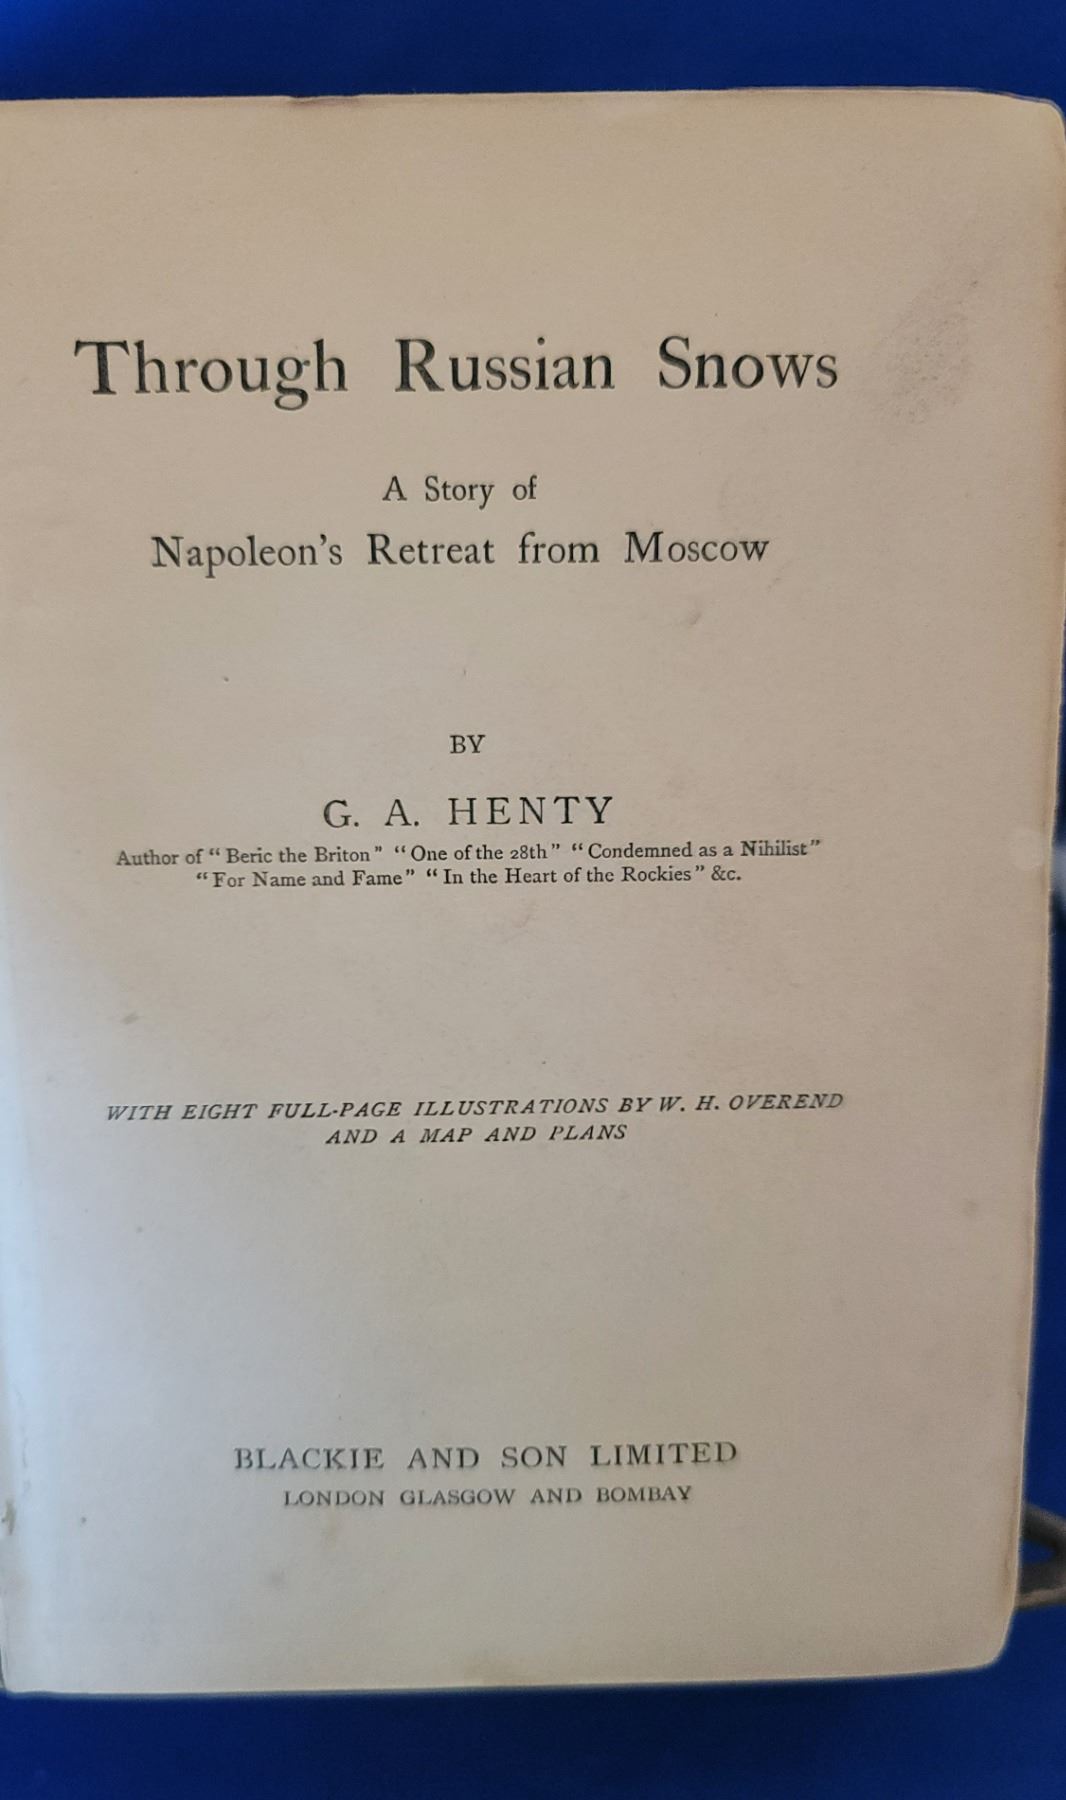 Through Russian Snows
A Story of
Napoleon's Retreat from Moscow
BY
G. A. HENTY
Author of "Beric the Briton" "One of the 28th" "Condemned as a Nihilist"
"For Name and Fame" "In the Heart of the Rockies" &c.
WITH EIGHT FULL-PAGE ILLUSTRATIONS BY W. H. OVEREND
AND A MAP AND PLANS
BLACKIE AND SON LIMITED
LONDON GLASGOW AND BOMBAY